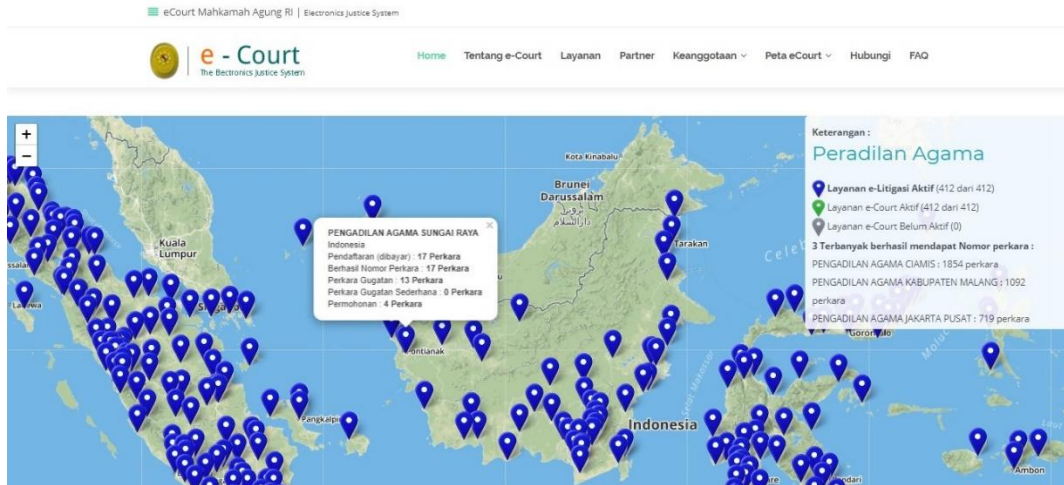 eCourt Mahkamah Agung RI | Electronics Justice System
e - Court
The Electronics Justice System
Home Tentang e-Court Layanan Partner Keanggotaan Peta eCourt Hubungi FAQ
+
−
Keterangan :
Peradilan Agama
Layanan e-Litigasi Aktif (412 dari 412)
Layanan e-Court Aktif (412 dari 412)
Layanan e-Court Belum Aktif (0)
3 Terbanyak berhasil mendapat Nomor perkara :
PENGADILAN AGAMA CIAMIS : 1854 perkara
PENGADILAN AGAMA KABUPATEN MALANG : 1092
perkara
PENGADILAN AGAMA JAKARTA PUSAT : 719 perkara
PENGADILAN AGAMA SUNGAI RAYA
×
Indonesia
Pendaftaran (dibayar) : 17 Perkara
Berhasil Nomor Perkara : 17 Perkara
Perkara Gugatan : 13 Perkara
Perkara Gugatan Sederhana : 0 Perkara
Permohonan : 4 Perkara
Kota Kinabalu
Brunei
Darussalam
بروني
دارالسلام
Kuala
Lumpur
Tarakan
Pontianak
Gorontalo
Pangkalpi
Indonesia
Ambon